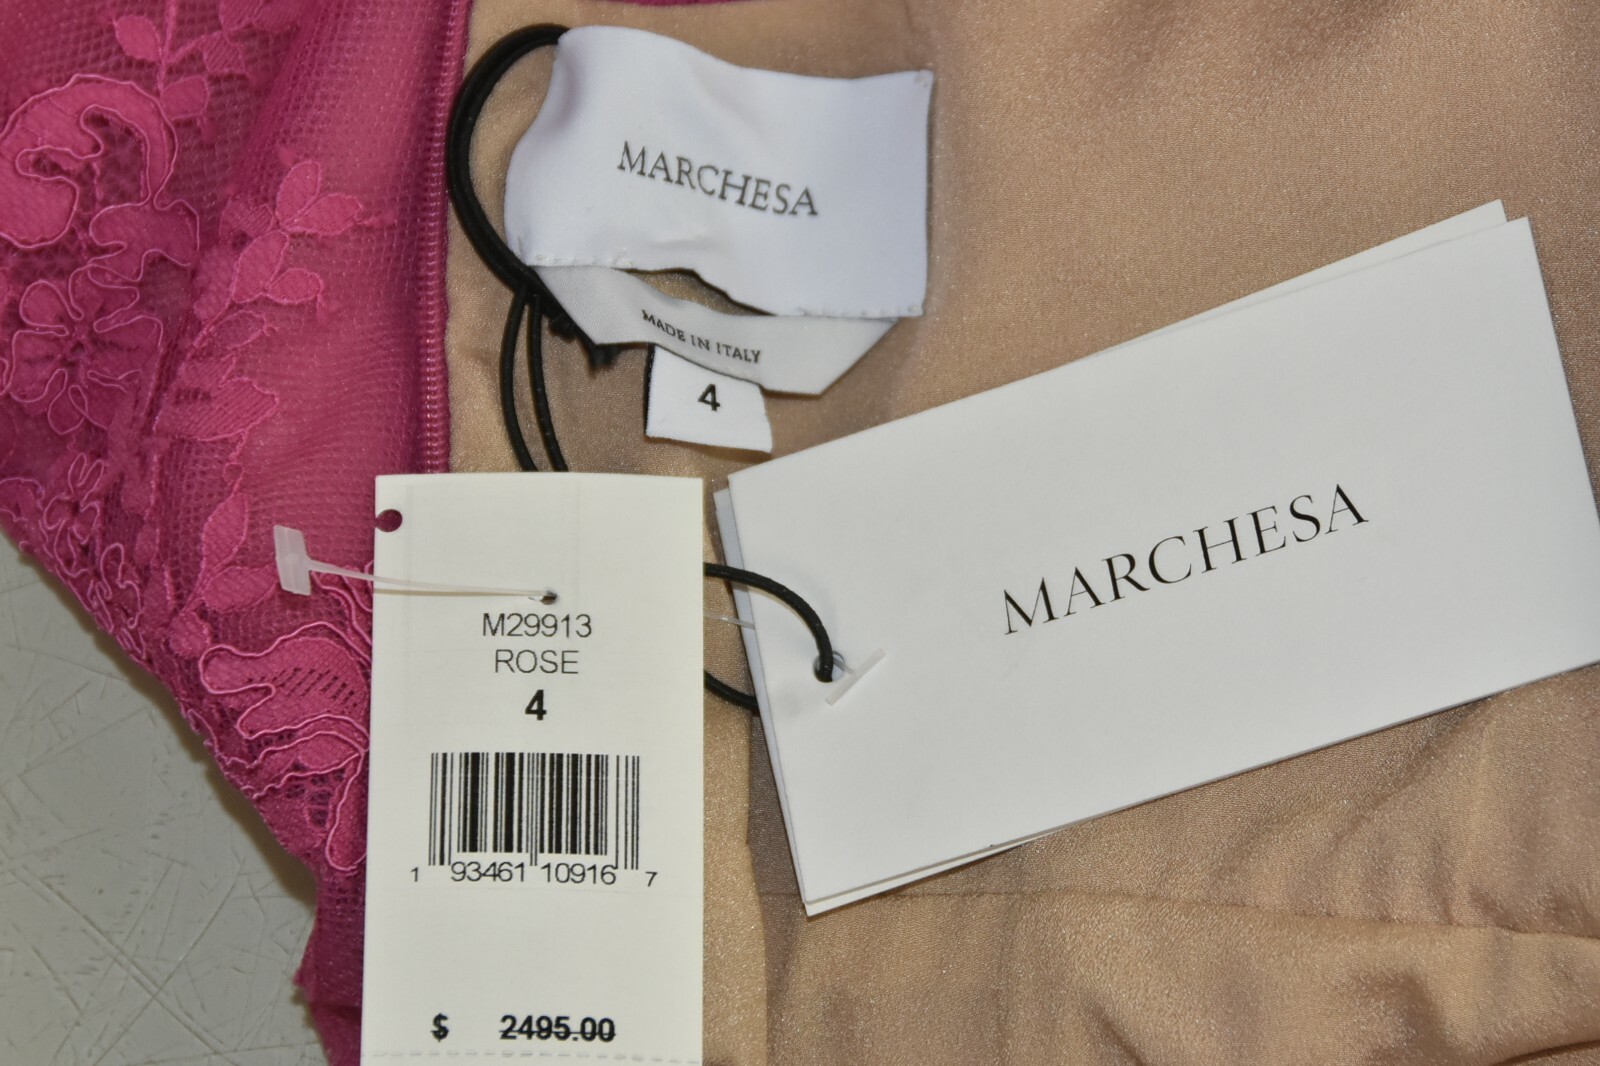 MARCHESA
MADE IN ITALY
4
MARCHESA
M29913
ROSE
4
1 93461 10916 7
$ 2495.00